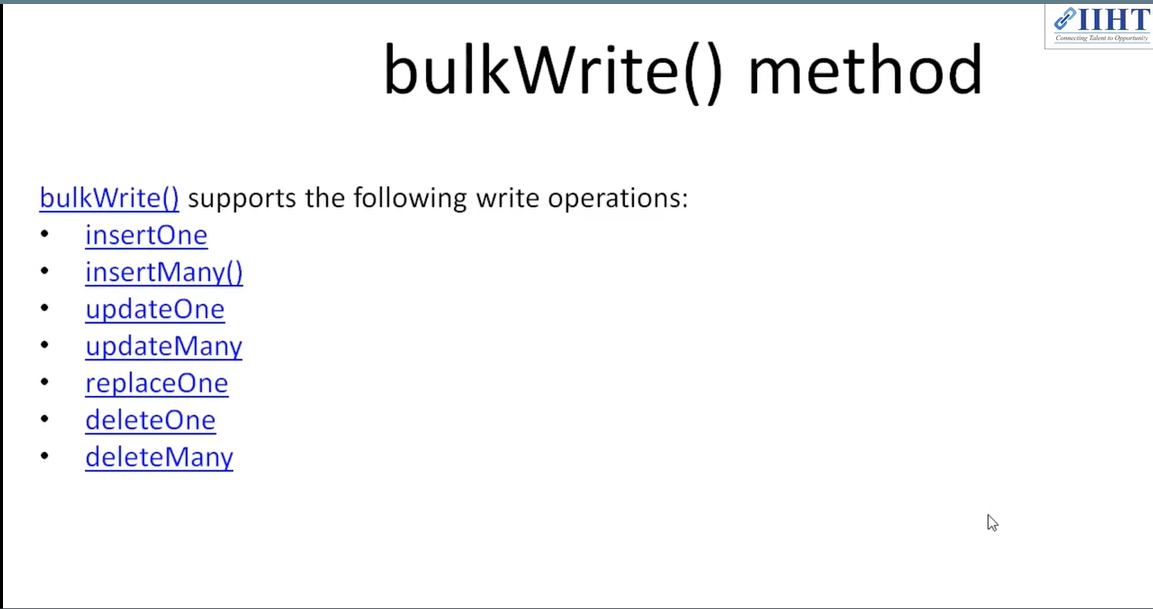 IIHT
Connecting Talent to Opportunity
bulkWrite() method
bulkWrite() supports the following write operations:
• insertOne
• insertMany()
• updateOne
• updateMany
• replaceOne
• deleteOne
• deleteMany